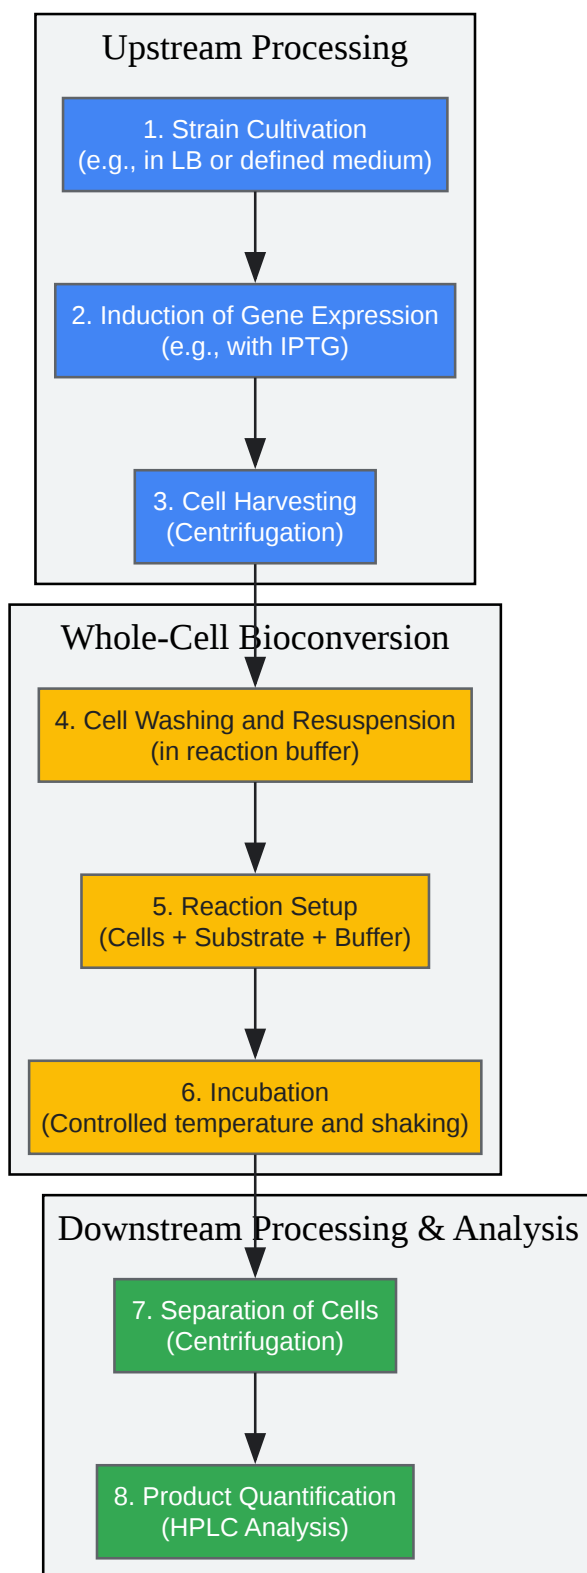 Upstream Processing
1. Strain Cultivation
(e.g., in LB or defined medium)
2. Induction of Gene Expression
(e.g., with IPTG)
3. Cell Harvesting
(Centrifugation)
Whole-Cell Bioconversion
4. Cell Washing and Resuspension
(in reaction buffer)
5. Reaction Setup
(Cells + Substrate + Buffer)
6. Incubation
(Controlled temperature and shaking)
Downstream Processing & Analysis
7. Separation of Cells
(Centrifugation)
8. Product Quantification
(HPLC Analysis)